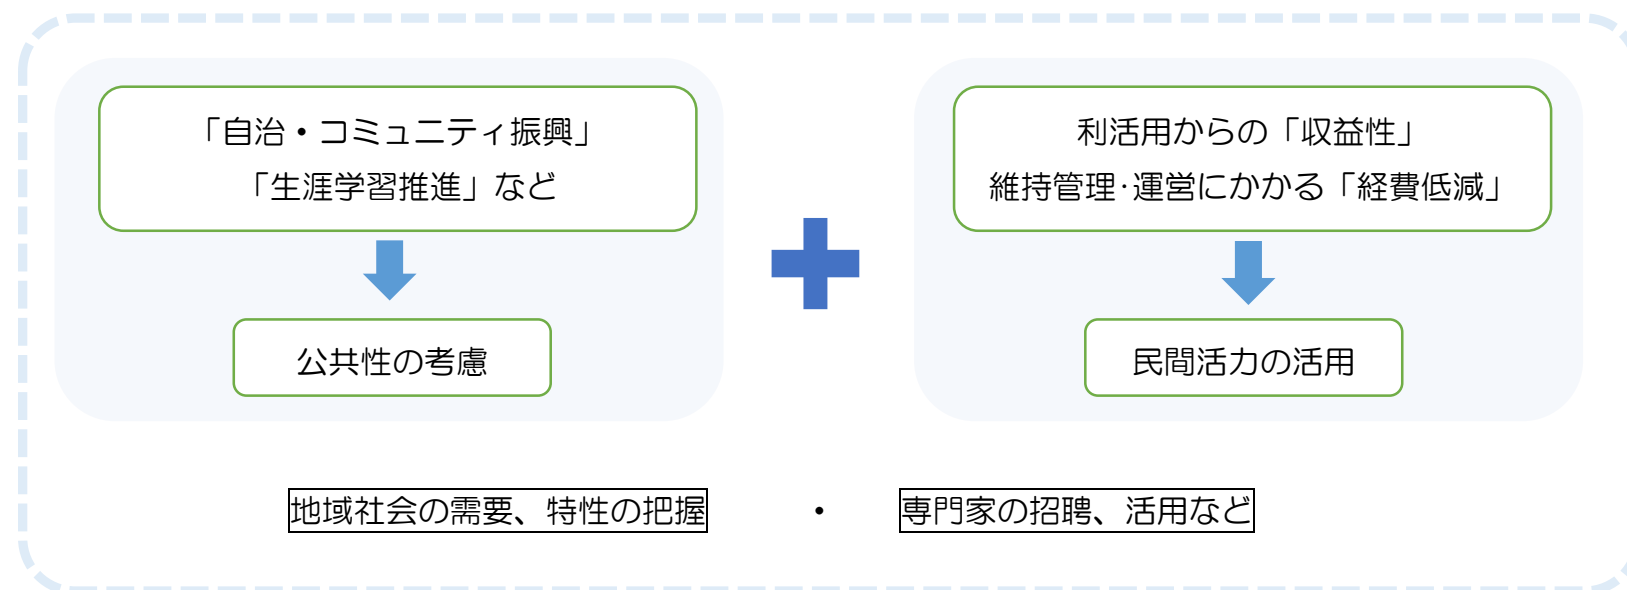 「自治・コミュニティ振興」
「生涯学習推進」など
公共性の考慮
利活用からの「収益性」
維持管理･運営にかかる「経費低減」
民間活力の活用
地域社会の需要、特性の把握 ・ 専門家の招聘、活用など